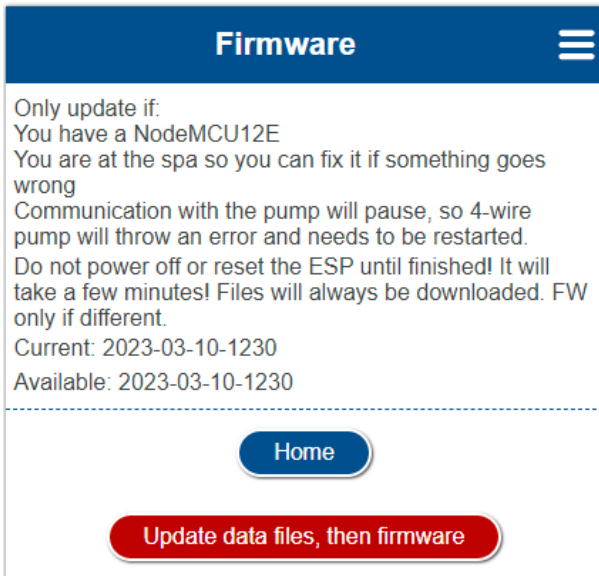 Firmware
Only update if:
You have a NodeMCU12E
You are at the spa so you can fix it if something goes
wrong
Communication with the pump will pause, so 4-wire
pump will throw an error and needs to be restarted.
Do not power off or reset the ESP until finished! It will
take a few minutes! Files will always be downloaded. FW
only if different.
Current: 2023-03-10-1230
Available: 2023-03-10-1230
Home
Update data files, then firmware